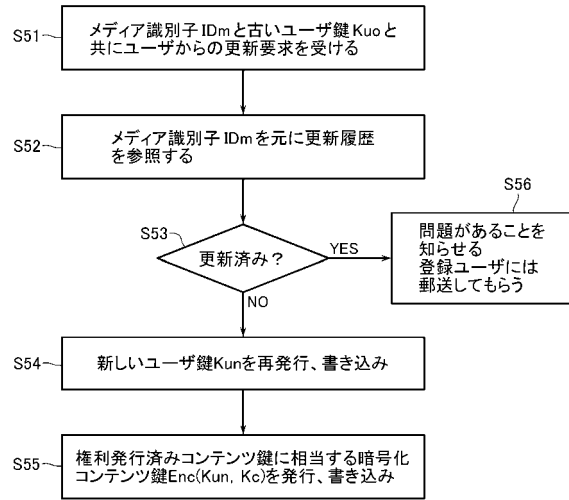 S51
メディア識別子IDmと古いユーザ鍵Kuoと
共にユーザからの更新要求を受ける
S52
メディア識別子IDmを元に更新履歴
を参照する
S53
更新済み?
YES
NO
S56
問題があることを
知らせる
登録ユーザには
郵送してもらう
S54
新しいユーザ鍵Kunを再発行、書き込み
S55
権利発行済みコンテンツ鍵に相当する暗号化
コンテンツ鍵Enc(Kun, Kc)を発行、書き込み